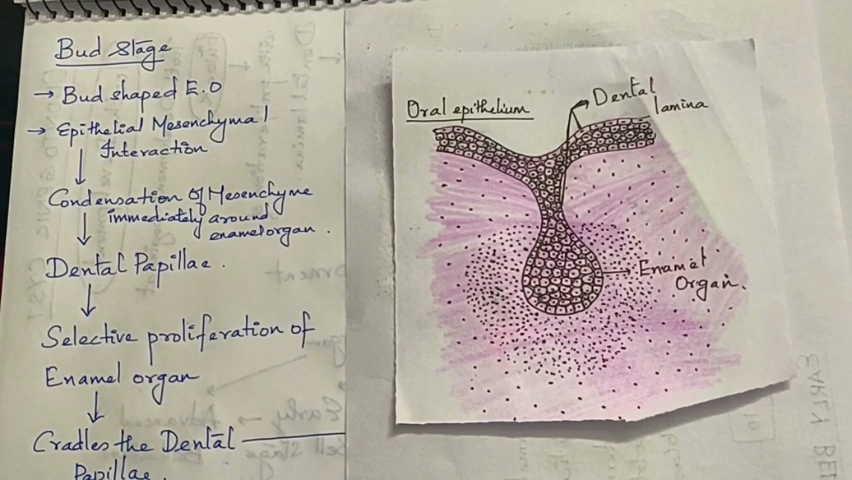 Bud Stage
→ Bud shaped E.O
→ Epithelial Mesenchymal
Interaction
Condensation Of Mesenchyme
immediately around
enamel organ.
Dental Papillae.
Selective proliferation of
Enamel organ
Cradles the Dental
Papillae.
Oral epithelium
Dental
lamina
Enamel
Organ.